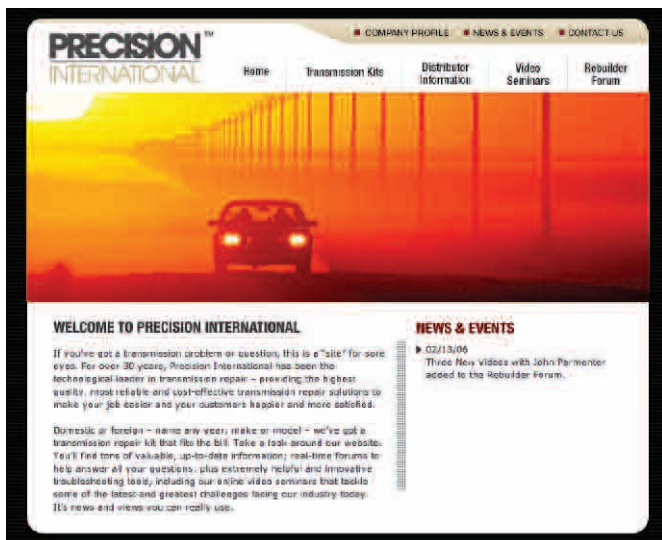 COMPANY PROFILE NEWS & EVENTS CONTACT US
PRECISION™
INTERNATIONAL
Home Transmission Kits Distributor Information Video Seminars Rebuilder Forum
WELCOME TO PRECISION INTERNATIONAL
If you've got a transmission problem or question, this is a "site" for sore
eyes. For over 30 years, Precision International has been the
technological leader in transmission repair – providing the highest
quality, most reliable and cost-effective transmission repair solutions to
make your job easier and your customers happier and more satisfied.
Domestic or foreign – name any year, make or model – we've got a
transmission repair kit that fits the bill. Take a look around our website.
You'll find tons of valuable, up-to-date information; real-time forums to
help answer all your questions, plus extremely helpful and innovative
troubleshooting tools, including our online video seminars that tackle
some of the latest and greatest challenges facing our industry today.
It's news and views you can really use.
NEWS & EVENTS
02/13/06
Three New Videos with John Parmenter
added to the Rebuilder Forum.